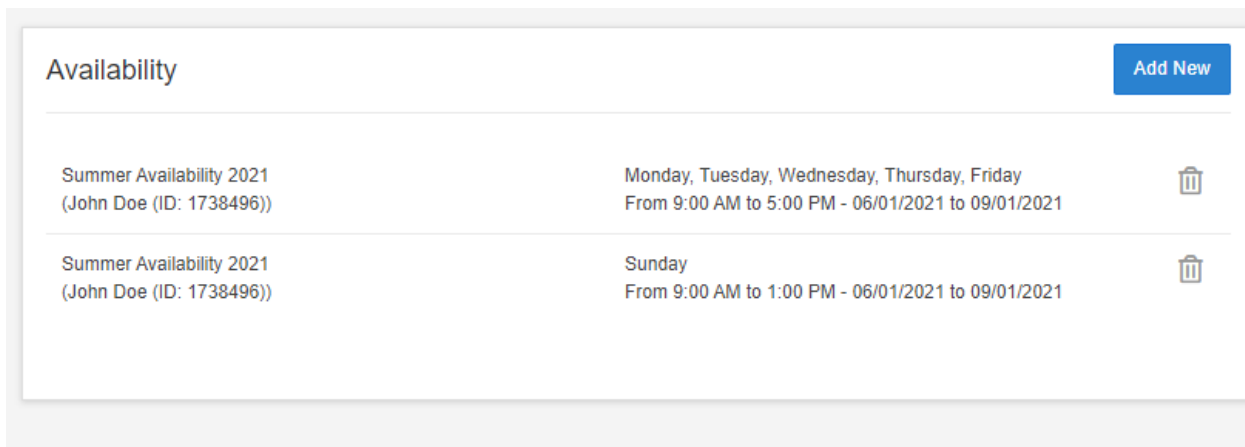 Availability
Add New
Summer Availability 2021
(John Doe (ID: 1738496))
Monday, Tuesday, Wednesday, Thursday, Friday
From 9:00 AM to 5:00 PM - 06/01/2021 to 09/01/2021
Summer Availability 2021
(John Doe (ID: 1738496))
Sunday
From 9:00 AM to 1:00 PM - 06/01/2021 to 09/01/2021